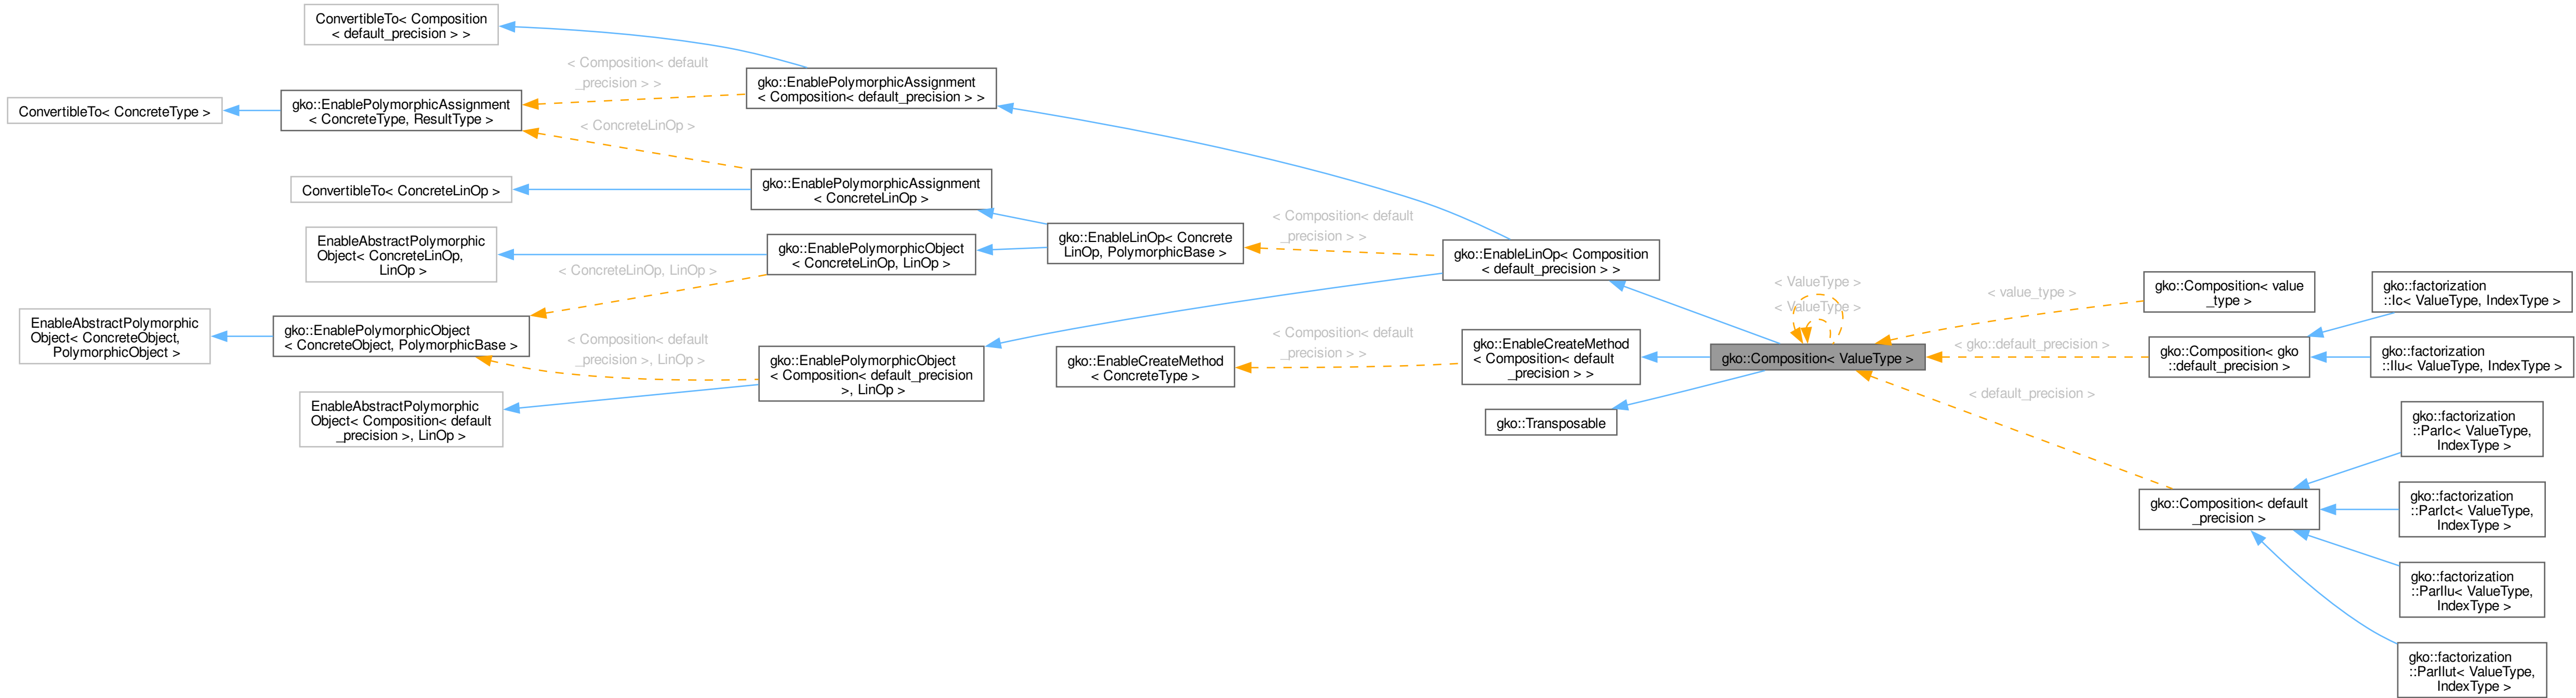 ConvertibleTo< Composition
< default_precision > >
ConvertibleTo< ConcreteType >
gko::EnablePolymorphicAssignment
< ConcreteType, ResultType >
< Composition< default
_precision > >
< ConcreteLinOp >
gko::EnablePolymorphicAssignment
< Composition< default_precision > >
ConvertibleTo< ConcreteLinOp >
gko::EnablePolymorphicAssignment
< ConcreteLinOp >
EnableAbstractPolymorphic
Object< ConcreteLinOp,
LinOp >
gko::EnablePolymorphicObject
< ConcreteLinOp, LinOp >
gko::EnableLinOp< Concrete
LinOp, PolymorphicBase >
< Composition< default
_precision > >
gko::EnableLinOp< Composition
< default_precision > >
EnableAbstractPolymorphic
Object< ConcreteObject,
PolymorphicObject >
gko::EnablePolymorphicObject
< ConcreteObject, PolymorphicBase >
< ConcreteLinOp, LinOp >
< Composition< default
_precision >, LinOp >
gko::EnablePolymorphicObject
< Composition< default_precision
>, LinOp >
EnableAbstractPolymorphic
Object< Composition< default
_precision >, LinOp >
gko::EnableCreateMethod
< ConcreteType >
< Composition< default
_precision > >
gko::EnableCreateMethod
< Composition< default
_precision > >
gko::Transposable
< ValueType >
< ValueType >
gko::Composition< ValueType >
< value_type >
< gko::default_precision >
< default_precision >
gko::Composition< value
_type >
gko::Composition< gko
::default_precision >
gko::Composition< default
_precision >
gko::factorization
::Ic< ValueType, IndexType >
gko::factorization
::Ilu< ValueType, IndexType >
gko::factorization
::ParIc< ValueType,
IndexType >
gko::factorization
::ParIct< ValueType,
IndexType >
gko::factorization
::ParIlu< ValueType,
IndexType >
gko::factorization
::ParIlut< ValueType,
IndexType >